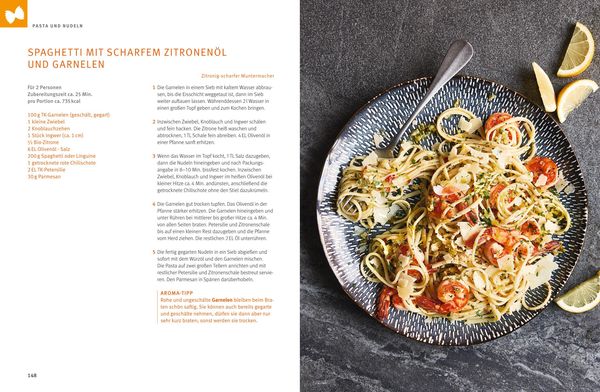 PASTA UND NUDELN
SPAGHETTI MIT SCHARFEM ZITRONENÖL
UND GARNELEN
Zitronig-scharfer Muntermacher
Für 2 Personen
Zubereitungszeit ca. 25 Min.
pro Portion ca. 735 kcal
100 g TK-Garnelen (geschält, gegart)
1 kleine Zwiebel
2 Knoblauchzehen
1 Stück Ingwer (ca. 1 cm)
½ Bio-Zitrone
6 EL Olivenöl · Salz
200 g Spaghetti oder Linguine
1 getrocknete rote Chilischote
2 EL TK-Petersilie
30 g Parmesan
1 Die Garnelen in einem Sieb mit kaltem Wasser abbrau-
sen, bis die Eisschicht weggetaut ist, dann im Sieb
weiter auftauen lassen. Währenddessen 2 l Wasser in
einen großen Topf geben und zum Kochen bringen.
2 Inzwischen Zwiebel, Knoblauch und Ingwer schälen
und fein hacken. Die Zitrone heiß waschen und
abtrocknen, 1 TL Schale fein abreiben. 4 EL Olivenöl in
einer Pfanne sanft erhitzen.
3 Wenn das Wasser im Topf kocht, 1 TL Salz dazugeben,
dann die Nudeln hineingeben und nach Packungs-
angabe in 8–10 Min. bissfest kochen. Inzwischen
Zwiebel, Knoblauch und Ingwer im heißen Olivenöl bei
kleiner Hitze ca. 4 Min. andünsten, anschließend die
getrocknete Chilischote ohne den Stiel dazukrümeln.
4 Die Garnelen gut trocken tupfen. Das Olivenöl in der
Pfanne stärker erhitzen. Die Garnelen hineingeben und
unter Rühren bei mittlerer bis großer Hitze ca. 4 Min.
von allen Seiten braten. Petersilie und Zitronenschale
bis auf einen kleinen Rest dazugeben und die Pfanne
vom Herd ziehen. Die restlichen 2 EL Öl unterrühren.
5 Die fertig gegarten Nudeln in ein Sieb abgießen und
sofort mit dem Würzöl und den Garnelen mischen.
Die Pasta auf zwei großen Tellern anrichten und mit
restlicher Petersilie und Zitronenschale bestreut servie-
ren. Den Parmesan in Spänen darüberhobeln.
AROMA-TIPP
Rohe und ungeschälte Garnelen bleiben beim Bra-
ten schön saftig. Sie können auch bereits gegarte
und geschälte nehmen, dürfen sie dann aber nur
sehr kurz braten, sonst werden sie trocken.
148